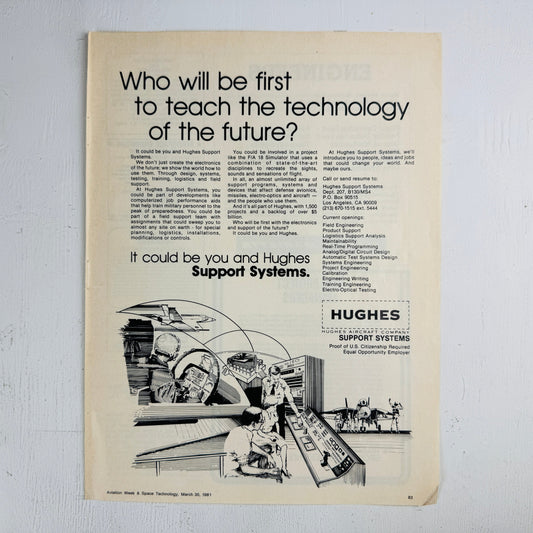 Who will be first
to teach the technology
of the future?
It could be you and Hughes Support
Systems.
We don't just create the electronics
of the future; we show the world how to
use them. Through design, systems,
testing, training, logistics and field
support.
At Hughes Support Systems, you
could be part of developments like
computerized job performance aids
that help train military personnel to the
peak of preparedness. You could be
part of a field support team with
assignments that could sweep you to
almost any site on earth - for special
planning, logistics, installations,
modifications or controls.
You could be involved in a project
like the F/A 18 Simulator that uses a
combination of state-of-the-art
disciplines to recreate the sights,
sounds and sensations of flight.
In all, an almost unlimited array of
support programs, systems and
devices that affect defense avionics,
missiles, electro-optics and aircraft —
and the people who use them.
And it's all part of Hughes, with 1,500
projects and a backlog of over $5
billion.
Who will be first with the electronics
and support of the future?
It could be you and Hughes.
At Hughes Support Systems, we'll
introduce you to people, ideas and jobs
that could change your world. And
maybe ours.
Call or send resume to:
Hughes Support Systems
Dept. 207, B130/MS4
P.O. Box 90515
Los Angeles, CA 90009
(213) 670-1515 ext. 5444
Current openings:
Field Engineering
Product Support
Logistics Support Analysis
Maintainability
Real-Time Programming
Analog/Digital Circuit Design
Automatic Test Systems Design
Systems Engineering
Project Engineering
Calibration
Engineering Writing
Training Engineering
Electro-Optical Testing
It could be you and Hughes
Support Systems.
HUGHES
HUGHES AIRCRAFT COMPANY
SUPPORT SYSTEMS
Proof of U.S. Citizenship Required
Equal Opportunity Employer
Aviation Week & Space Technology, March 30, 1981
83